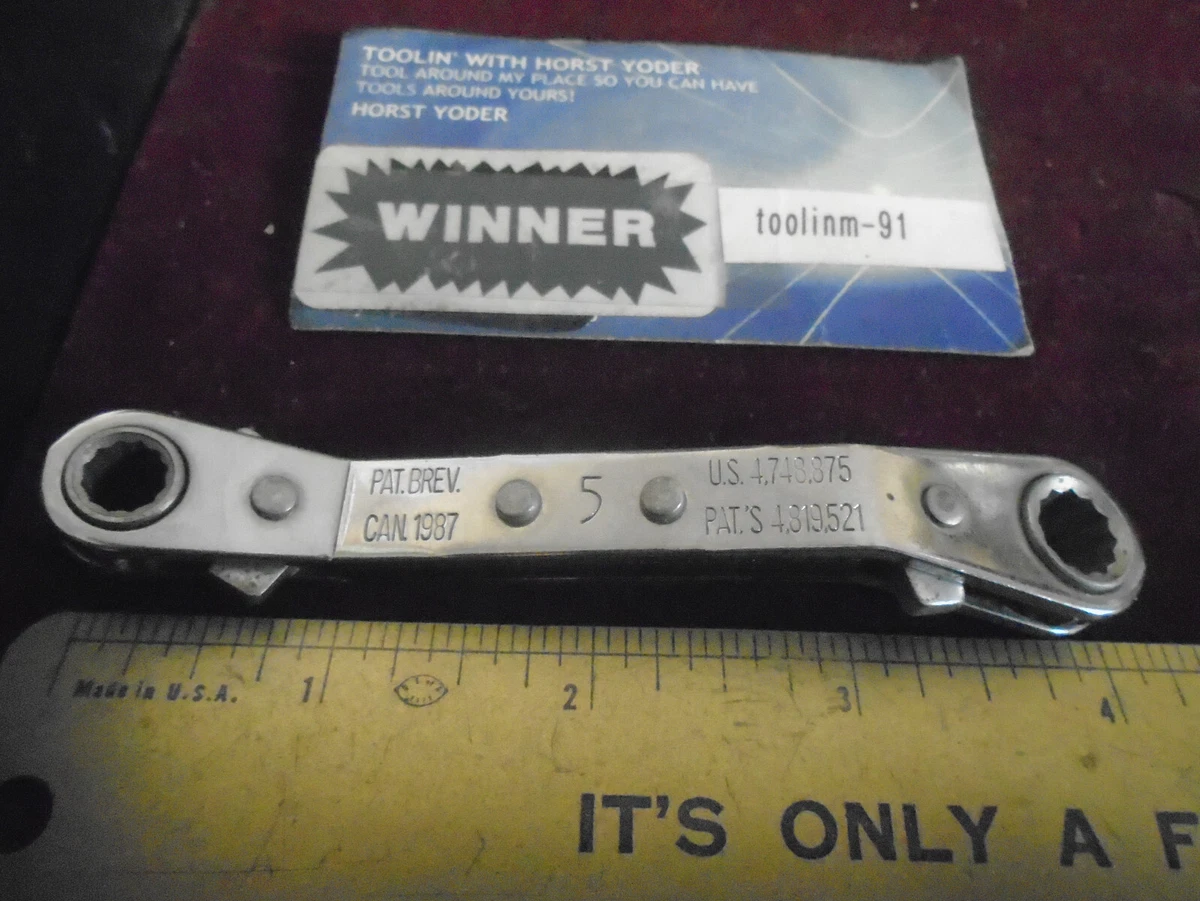 TOOLIN' WITH HORST YODER
TOOL AROUND MY PLACE SO YOU CAN HAVE
TOOLS AROUND YOURS!
HORST YODER
WINNER
toolinm-91
PAT. BREV.
CAN. 1987
5
U.S. 4,748,875
PAT.'S 4,819,521
Made in U.S.A.
1
2
3
4
IT'S ONLY A F